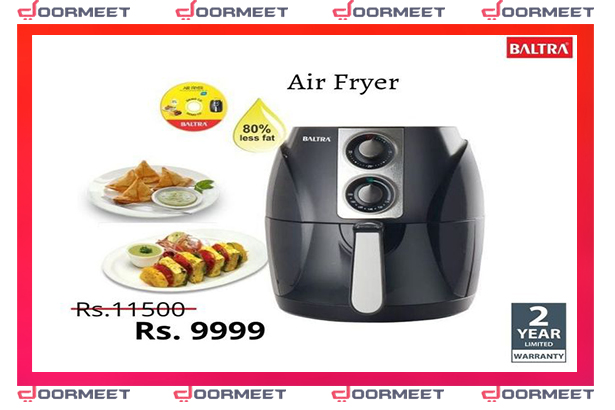 DOORMEET DOORMEET DOORMEET DOORMEET
BALTRA®
Air Fryer
BALTRA
80%
less fat
BALTRA
Rs.11500
Rs. 9999
2
YEAR
LIMITED
WARRANTY
DOORMEET DOORMEET DOORMEET DOORMEET